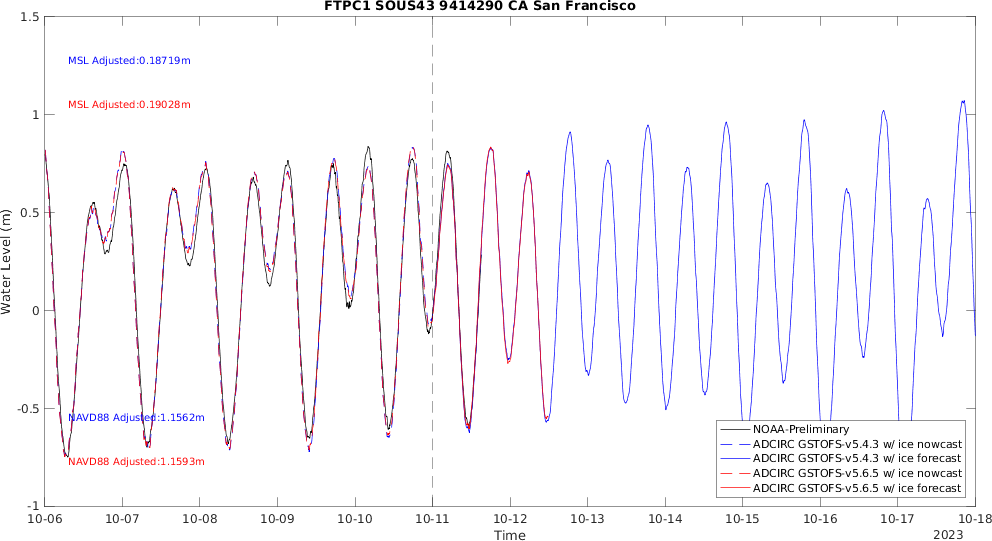 FTPC1 SOUS43 9414290 CA San Francisco
1.5
MSL Adjusted:0.18719m
MSL Adjusted:0.19028m
1
0.5
Water Level (m)
0
-0.5
NAVD88 Adjusted:1.1562m
NAVD88 Adjusted:1.1593m
-1
NOAA-Preliminary
ADCIRC GSTOFS-v5.4.3 w/ ice nowcast
ADCIRC GSTOFS-v5.4.3 w/ ice forecast
ADCIRC GSTOFS-v5.6.5 w/ ice nowcast
ADCIRC GSTOFS-v5.6.5 w/ ice forecast
10-06 10-07 10-08 10-09 10-10 10-11 10-12 10-13 10-14 10-15 10-16 10-17 10-18
Time
2023